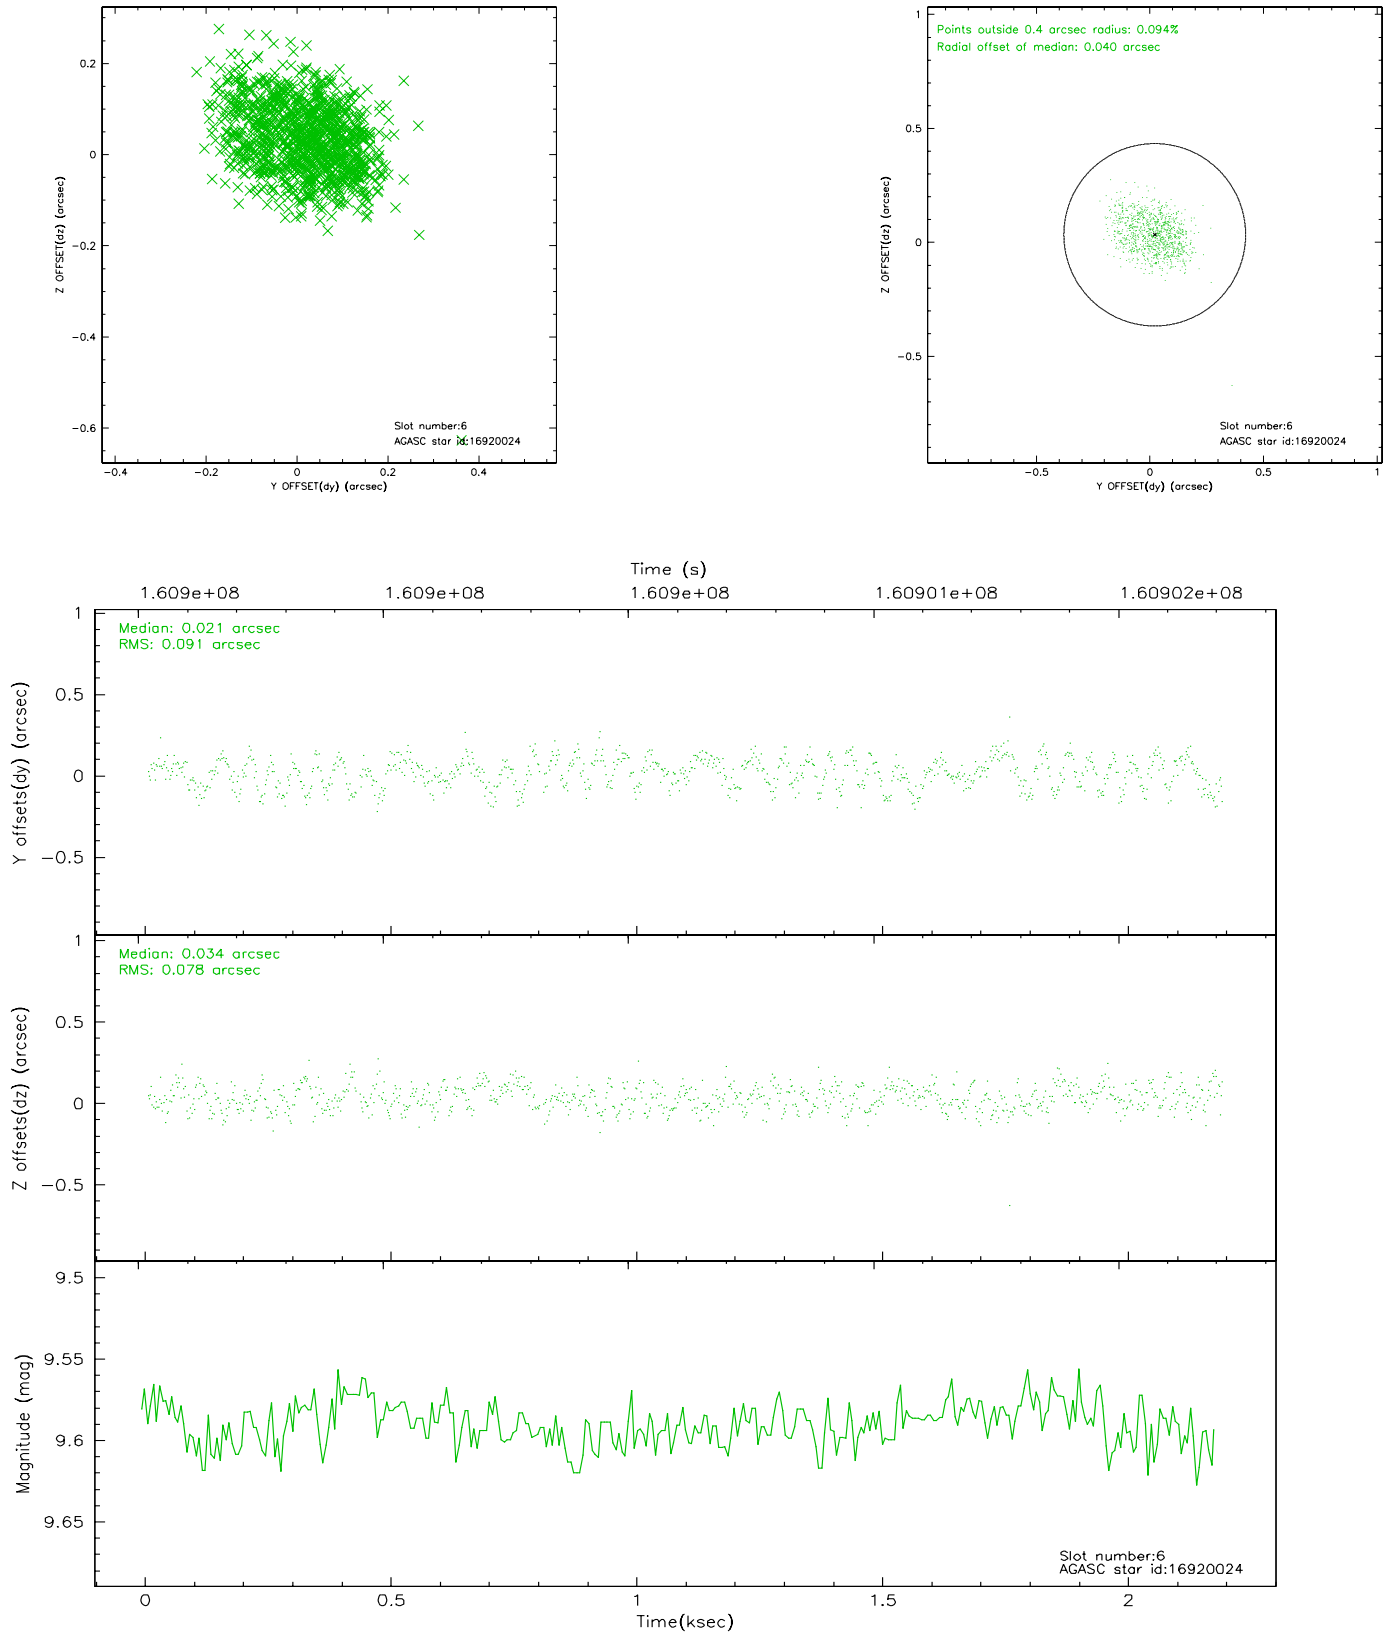 0.2
0
−0.2
−0.4
−0.6
Z OFFSET(dz) (arcsec)
Slot number:6
AGASC star id:16920024
−0.4
−0.2
0
0.2
0.4
Y OFFSET(dy) (arcsec)
Points outside 0.4 arcsec radius: 0.094%
Radial offset of median: 0.040 arcsec
1
0.5
0
−0.5
Z OFFSET(dz) (arcsec)
Slot number:6
AGASC star id:16920024
−0.5
0
0.5
1
Y OFFSET(dy) (arcsec)
Time (s)
1.609e+08
1.609e+08
1.609e+08
1.60901e+08
1.60902e+08
Median: 0.021 arcsec
RMS: 0.091 arcsec
1
0.5
0
−0.5
Y offsets(dy) (arcsec)
Median: 0.034 arcsec
RMS: 0.078 arcsec
1
0.5
0
−0.5
Z offsets(dz) (arcsec)
9.5
9.55
9.6
9.65
Magnitude (mag)
Slot number:6
AGASC star id:16920024
0
0.5
1
1.5
2
Time(ksec)